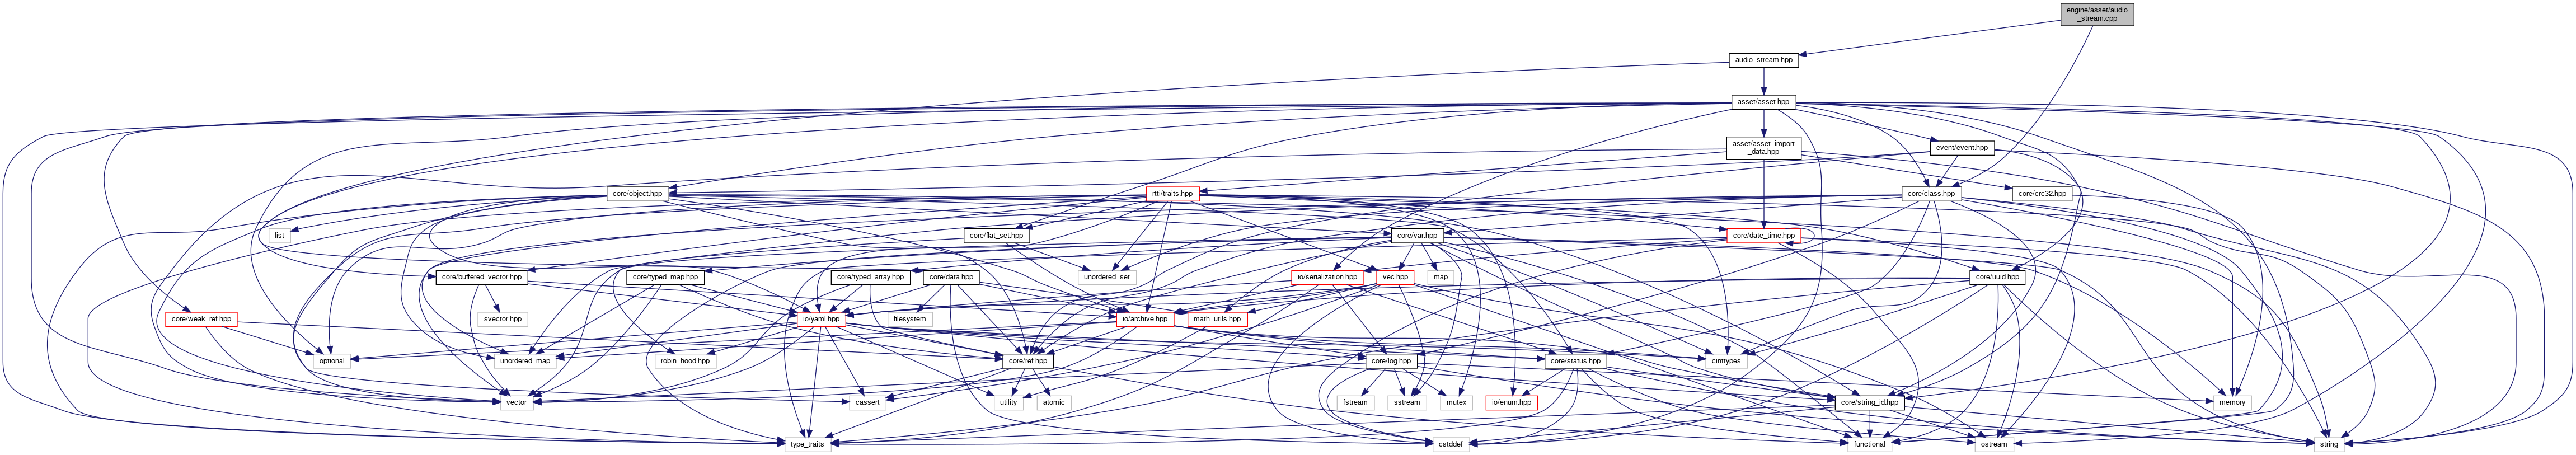 engine/asset/audio
_stream.cpp
audio_stream.hpp
asset/asset.hpp
asset/asset_import
_data.hpp
event/event.hpp
core/object.hpp
rtti/traits.hpp
core/class.hpp
core/crc32.hpp
list
core/flat_set.hpp
core/var.hpp
core/date_time.hpp
core/buffered_vector.hpp
core/typed_map.hpp
core/typed_array.hpp
core/data.hpp
unordered_set
io/serialization.hpp
vec.hpp
map
core/uuid.hpp
core/weak_ref.hpp
svector.hpp
io/yaml.hpp
filesystem
io/archive.hpp
math_utils.hpp
optional
unordered_map
robin_hood.hpp
core/ref.hpp
core/log.hpp
core/status.hpp
cinttypes
vector
cassert
utility
atomic
fstream
sstream
mutex
io/enum.hpp
core/string_id.hpp
memory
type_traits
cstddef
functional
ostream
string